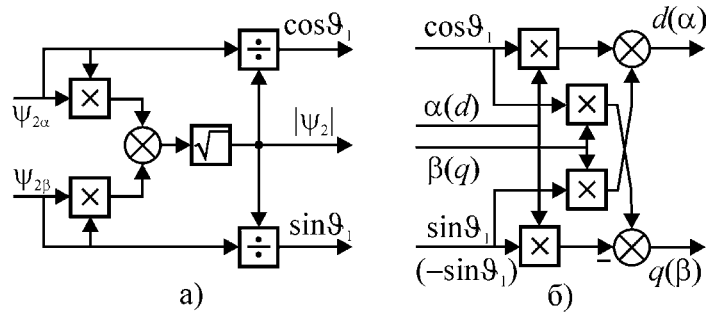 cosϑ₁
÷
×
ψ₂α
|ψ₂|
√
ψ₂β
×
sinϑ₁
÷
а)
cosϑ₁
d(α)
×
α(d)
×
β(q)
×
sinϑ₁
(−sinϑ₁)
×
−
q(β)
б)